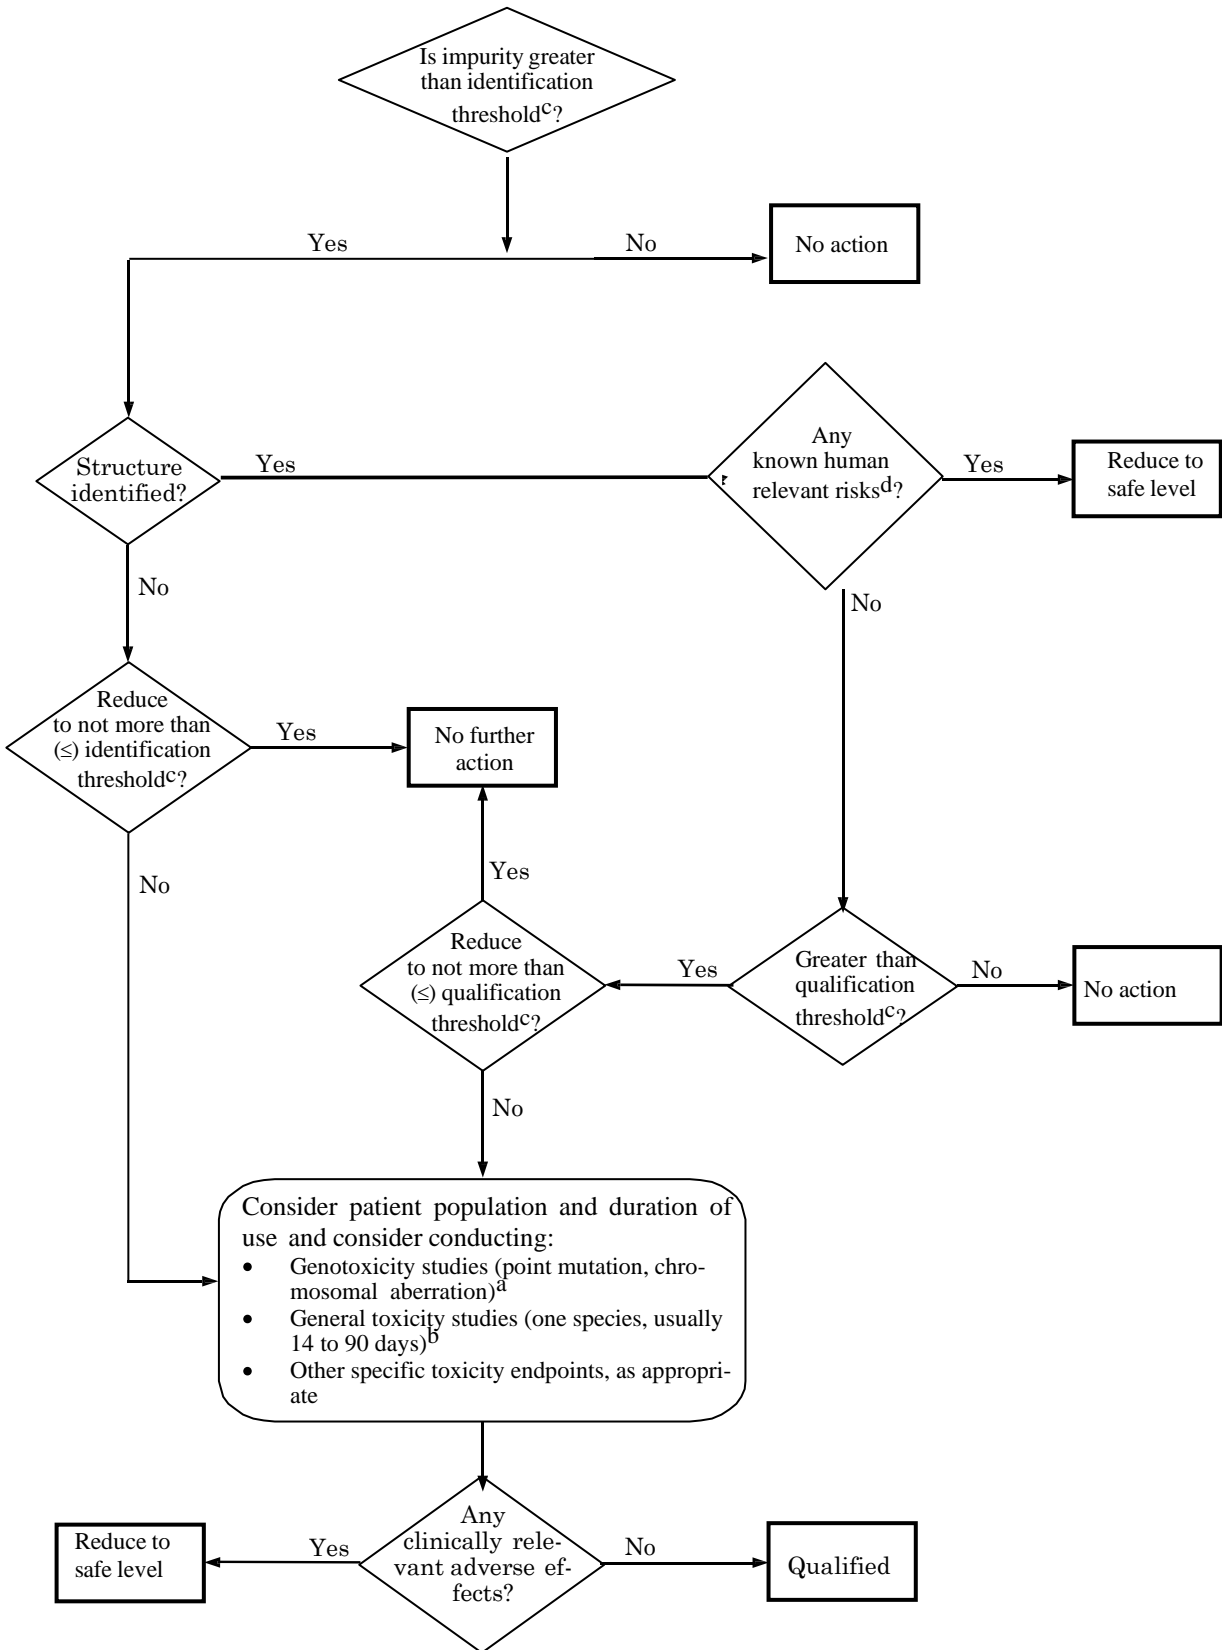 Is impurity greater
than identification
thresholdc?
Yes
No
No action
Structure
identified?
Yes
Any
known human
relevant risksd?
Yes
Reduce to
safe level
No
No
Reduce
to not more than
(≤) identification
thresholdc?
Yes
No further
action
No
Yes
Reduce
to not more than
(≤) qualification
thresholdc?
Yes
Greater than
qualification
thresholdc?
No
No action
No
Consider patient population and duration of
use and consider conducting:
• Genotoxicity studies (point mutation, chro-
mosomal aberration)a
• General toxicity studies (one species, usually
14 to 90 days)b
• Other specific toxicity endpoints, as appropri-
ate
Reduce to
safe level
Yes
Any
clinically rele-
vant adverse ef-
fects?
No
Qualified